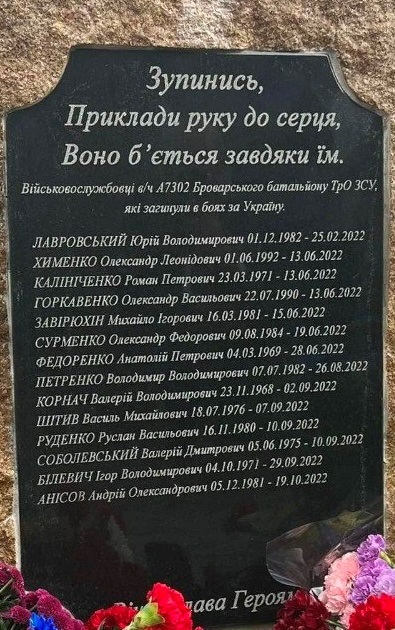 Зупинись,
Приклади руку до серця,
Воно б’ється завдяки їм.
Військовослужбовці в/ч А7302 Броварського батальйону ТрО ЗСУ,
які загинули в боях за Україну.
ЛАВРОВСЬКИЙ Юрій Володимирович 01.12.1982 - 25.02.2022
ХИМЕНКО Олександр Леонідович 01.06.1992 - 13.06.2022
КАЛІНІЧЕНКО Роман Петрович 23.03.1971 - 13.06.2022
ГОРКАВЕНКО Олександр Васильович 22.07.1990 - 13.06.2022
ЗАВІРЮХІН Михайло Ігорович 16.03.1981 - 15.06.2022
СУРМЕНКО Олександр Федорович 09.08.1984 - 19.06.2022
ФЕДОРЕНКО Анатолій Петрович 04.03.1969 - 28.06.2022
ПЕТРЕНКО Володимир Володимирович 07.07.1982 - 26.08.2022
КОРНАЧ Валерій Володимирович 23.11.1968 - 02.09.2022
ШТИВ Василь Михайлович 18.07.1976 - 07.09.2022
РУДЕНКО Руслан Васильович 16.11.1980 - 10.09.2022
СОБОЛЕВСЬКИЙ Валерій Дмитрович 05.06.1975 - 10.09.2022
БІЛЕВИЧ Ігор Володимирович 04.10.1971 - 29.09.2022
АНІСОВ Андрій Олександрович 05.12.1981 - 19.10.2022